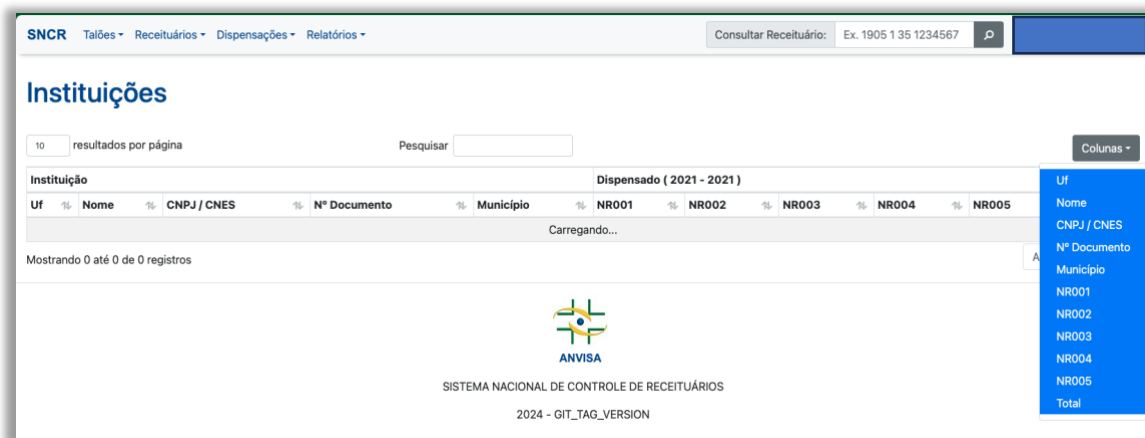 SNCR Talões Receituários Dispensações Relatórios Consultar Receituário: Ex. 1905 1 35 1234567
Instituições
10 resultados por página Pesquisar Colunas
Instituição Dispensado ( 2021 - 2021 )
Uf Nome CNPJ / CNES Nº Documento Município NR001 NR002 NR003 NR004 NR005
Carregando...
Mostrando 0 até 0 de 0 registros A
Uf
Nome
CNPJ / CNES
Nº Documento
Município
NR001
NR002
NR003
NR004
NR005
Total
ANVISA
SISTEMA NACIONAL DE CONTROLE DE RECEITUÁRIOS
2024 - GIT_TAG_VERSION